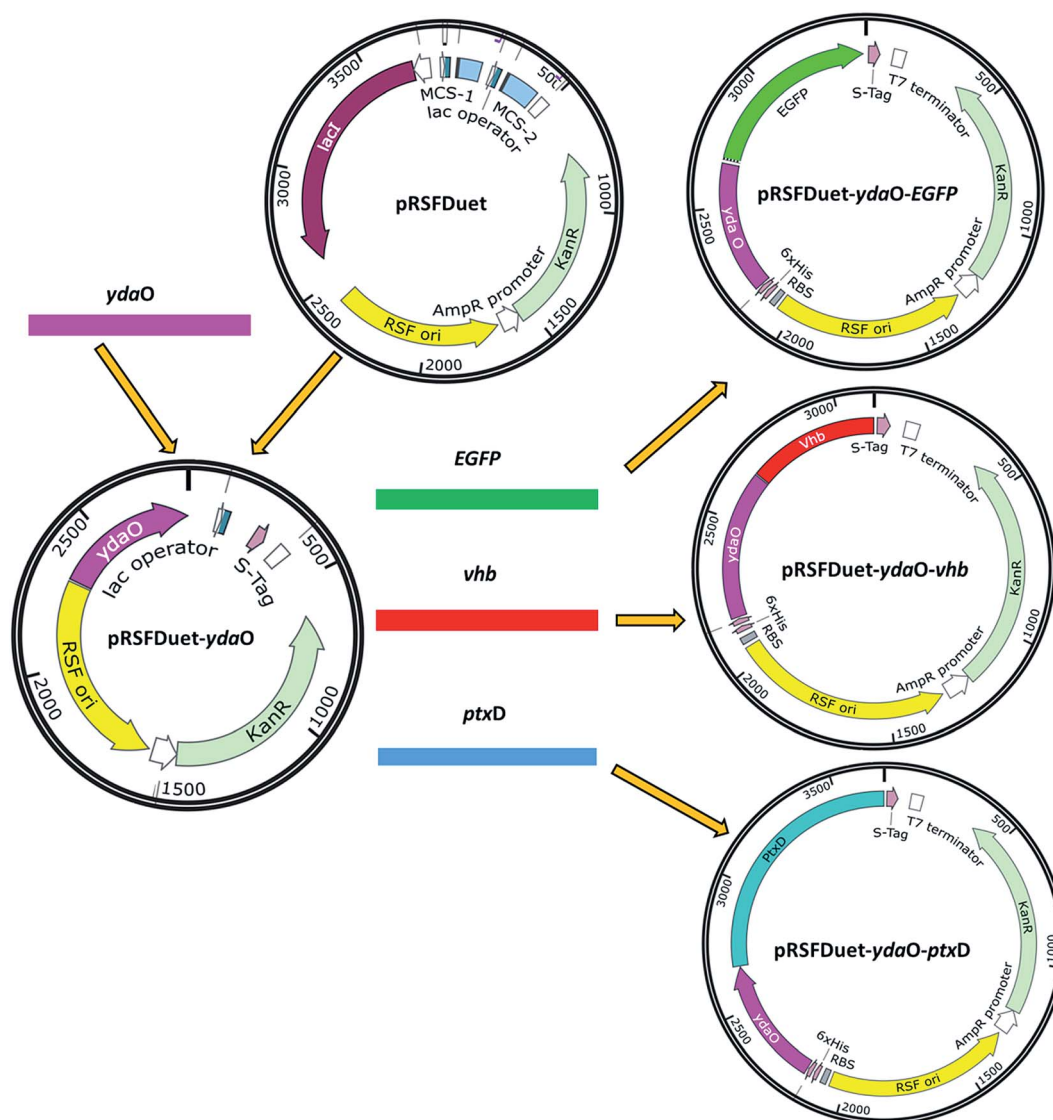 3500
500
MCS-1
lac operator
MCS-2
lacI
3000
pRSFDuet
1000
KanR
AmpR promoter
2500
RSF ori
1500
2000
ydaO
EGFP
vhb
ptxD
2500
ydaO
lac operator
S-Tag
500
pRSFDuet-ydaO
RSF ori
2000
KanR
1000
1500
3000
EGFP
S-Tag
T7 terminator
500
KanR
pRSFDuet-ydaO-EGFP
2500
yda O
1000
6xHis
RBS
AmpR promoter
RSF ori
2000
1500
3000
Vhb
S-Tag
T7 terminator
500
2500
ydaO
pRSFDuet-ydaO-vhb
KanR
1000
6xHis
RBS
AmpR promoter
2000
RSF ori
1500
3500
S-Tag
T7 terminator
500
PtxD
3000
KanR
pRSFDuet-ydaO-ptxD
1000
2500
ydaO
6xHis
RBS
AmpR promoter
RSF ori
1500
2000